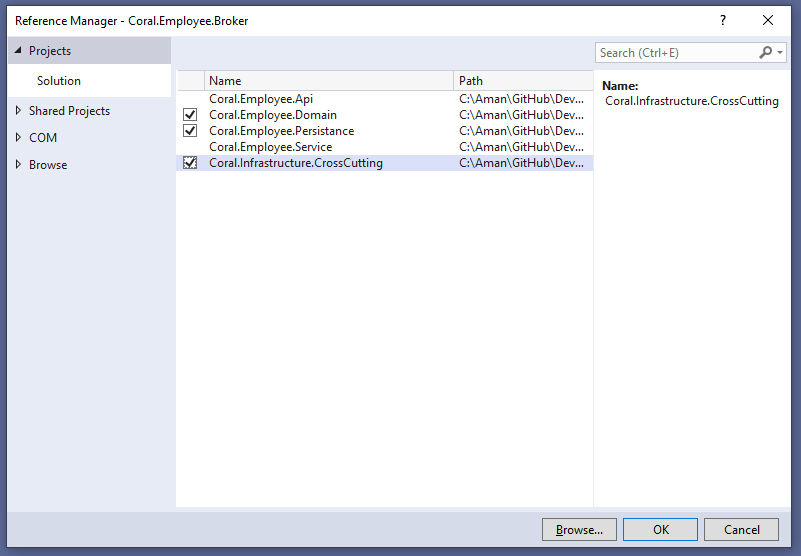 Reference Manager - Coral.Employee.Broker
?
Projects
Solution
Shared Projects
COM
Browse
Search (Ctrl+E)
Name Path
Coral.Employee.Api C:\Aman\GitHub\Dev...
Coral.Employee.Domain C:\Aman\GitHub\Dev...
Coral.Employee.Persistance C:\Aman\GitHub\Dev...
Coral.Employee.Service C:\Aman\GitHub\Dev...
Coral.Infrastructure.CrossCutting C:\Aman\GitHub\Dev...
Name:
Coral.Infrastructure.CrossCutting
Browse... OK Cancel